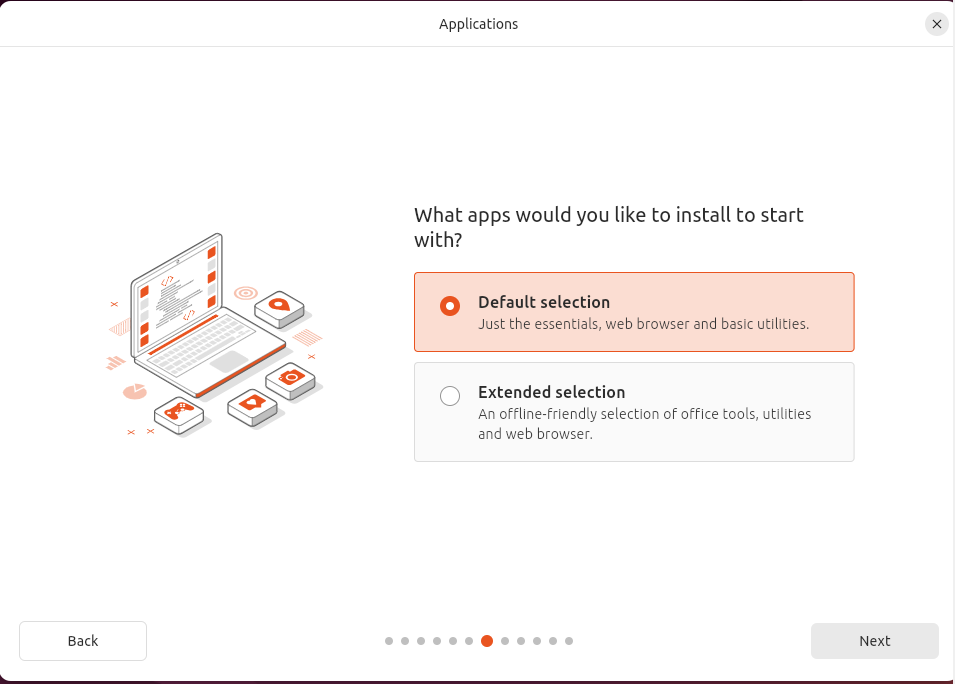 Applications
What apps would you like to install to start
with?
Default selection
Just the essentials, web browser and basic utilities.
Extended selection
An offline-friendly selection of office tools, utilities
and web browser.
Back
Next